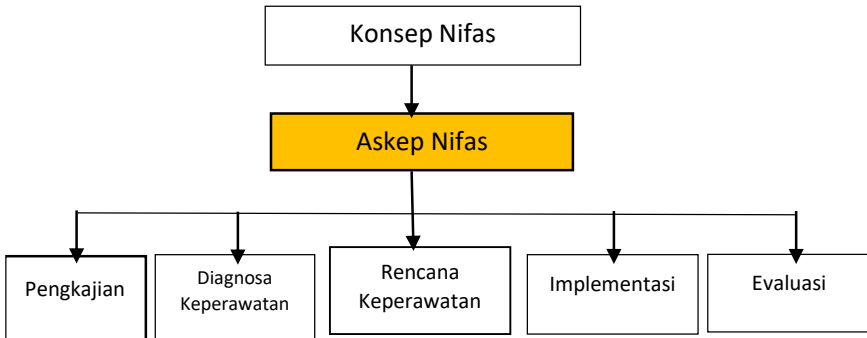 Konsep Nifas
Askep Nifas
Pengkajian
Diagnosa
Keperawatan
Rencana
Keperawatan
Implementasi
Evaluasi